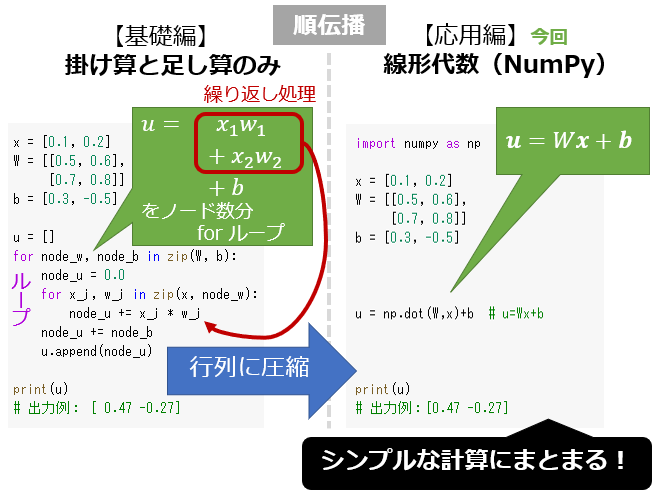 順伝播
【基礎編】
掛け算と足し算のみ
繰り返し処理
x = [0.1, 0.2]
W = [[0.5, 0.6],
[0.7, 0.8]]
b = [0.3, -0.5]
u = x₁w₁
+ x₂w₂
+ b
をノード数分
for ループ
u = []
for node_w, node_b in zip(W, b):
node_u = 0.0
for x_j, w_j in zip(x, node_w):
node_u += x_j * w_j
node_u += node_b
u.append(node_u)
ループ
print(u)
# 出力例： [ 0.47 -0.27]
行列に圧縮
【応用編】今回
線形代数（NumPy）
import numpy as np
x = [0.1, 0.2]
W = [[0.5, 0.6],
[0.7, 0.8]]
b = [0.3, -0.5]
u = Wx + b
u = np.dot(W,x)+b # u=Wx+b
print(u)
# 出力例：[0.47 -0.27]
シンプルな計算にまとまる！